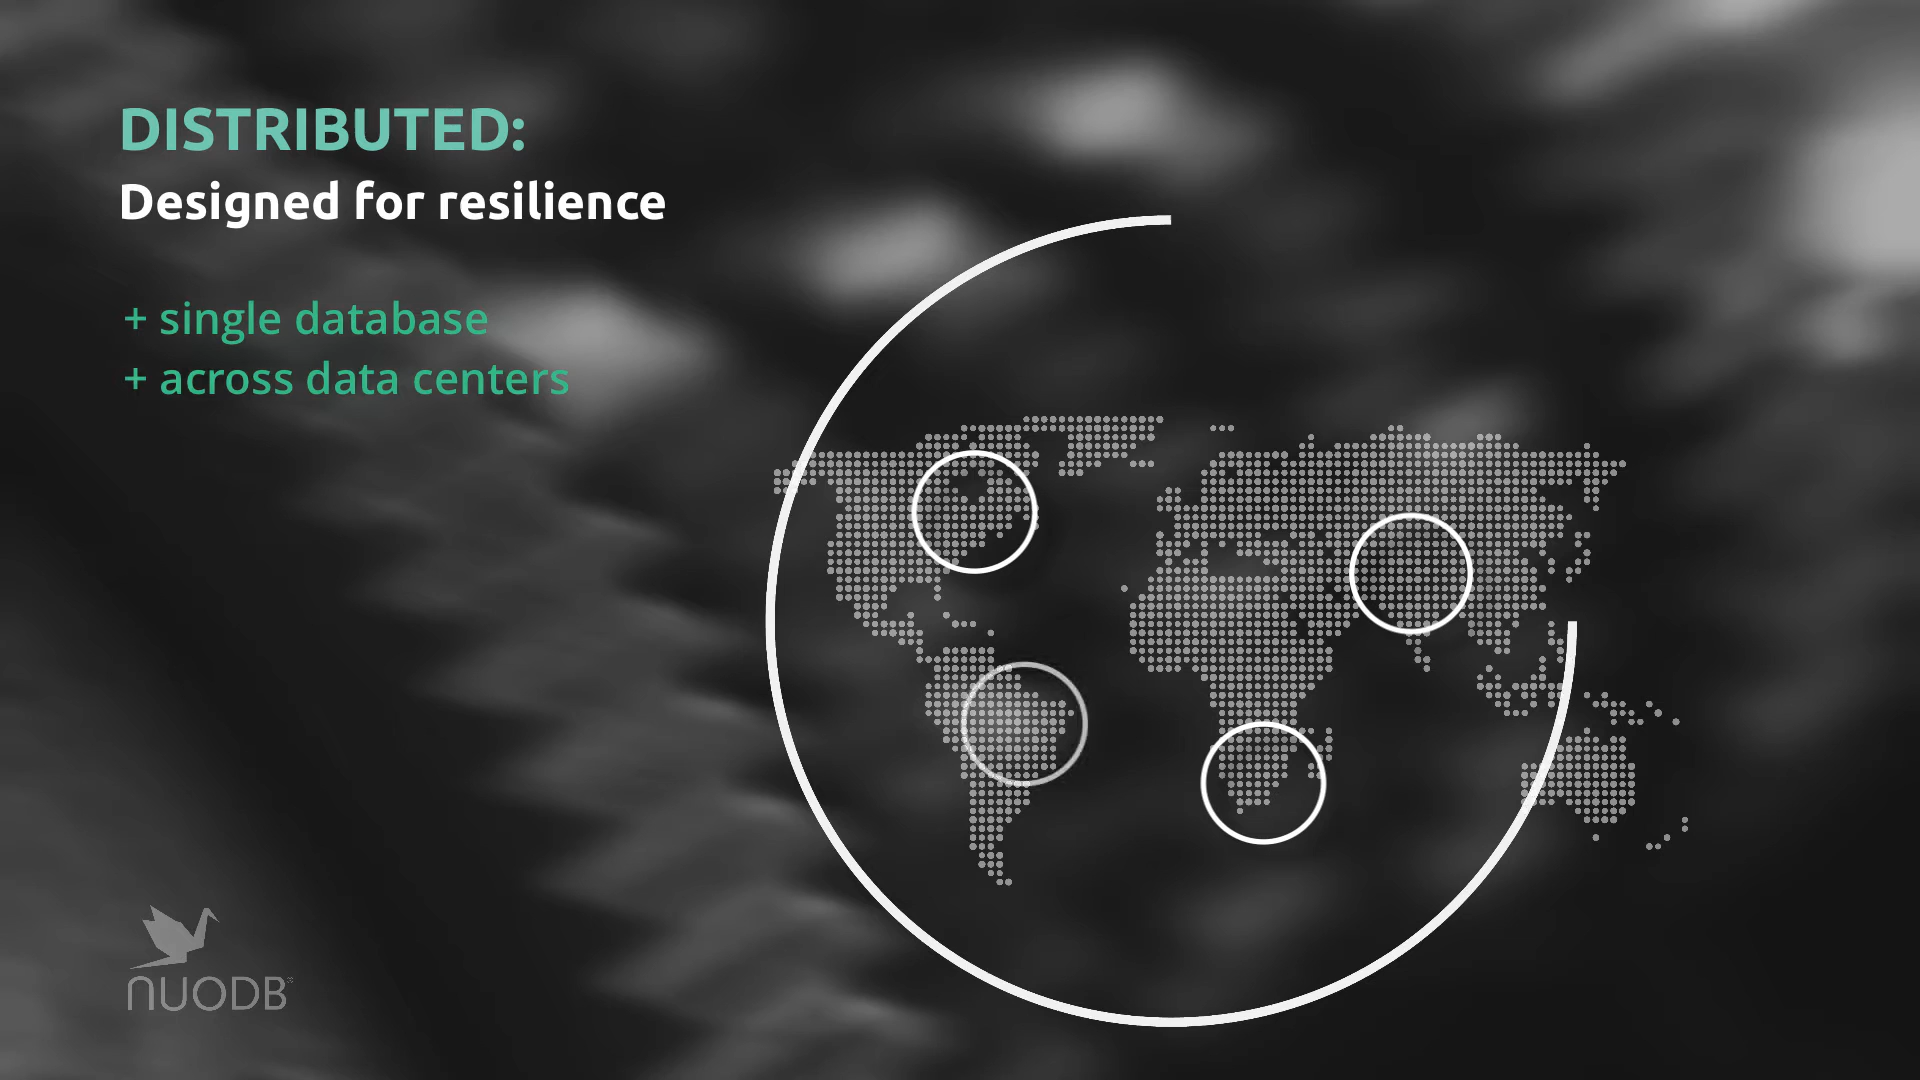 DISTRIBUTED:
Designed for resilience
+ single database
+ across data centers
NUODB